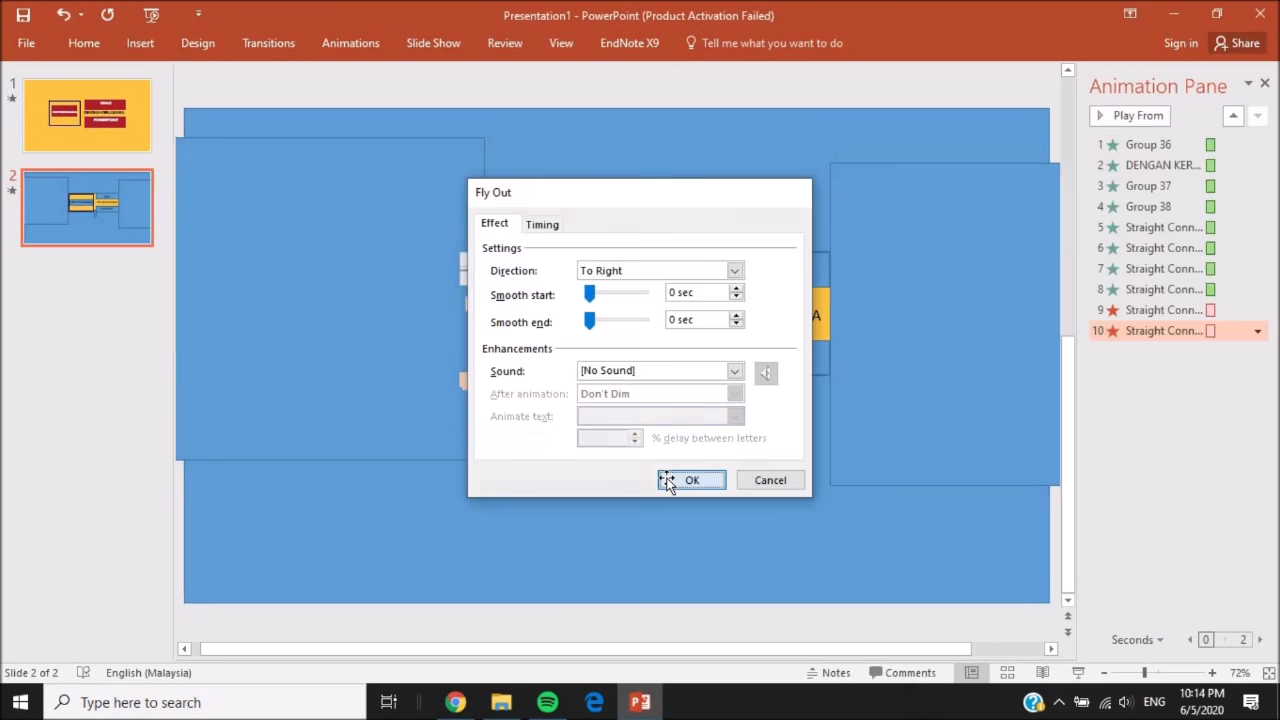 Presentation1 - PowerPoint (Product Activation Failed)
File Home Insert Design Transitions Animations Slide Show Review View EndNote X9 Tell me what you want to do Sign in Share
1
2
POWERPOINT
Fly Out
Effect Timing
Settings
Direction: To Right
Smooth start: 0 sec
Smooth end: 0 sec
Enhancements
Sound: [No Sound]
After animation: Don't Dim
Animate text:
% delay between letters
OK Cancel
A
Animation Pane
Play From
1 Group 36
2 DENGAN KER...
3 Group 37
4 Group 38
5 Straight Conn...
6 Straight Conn...
7 Straight Conn...
8 Straight Conn...
9 Straight Conn...
10 Straight Conn...
Seconds 0 2
Slide 2 of 2 English (Malaysia) Notes Comments 72%
Type here to search
ENG
10:14 PM
6/5/2020